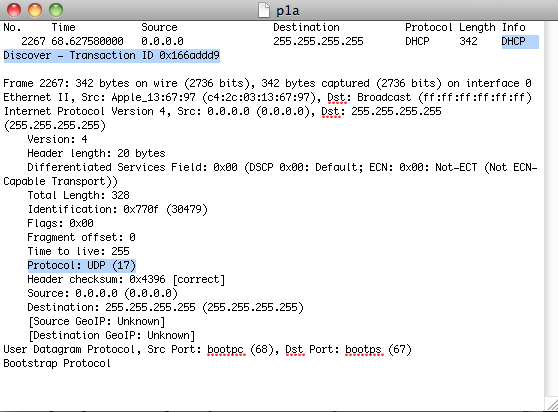 p1a
No. Time Source Destination Protocol Length Info
2267 68.627580000 0.0.0.0 255.255.255.255 DHCP 342 DHCP
Discover – Transaction ID 0x166addd9
Frame 2267: 342 bytes on wire (2736 bits), 342 bytes captured (2736 bits) on interface 0
Ethernet II, Src: Apple_13:67:97 (c4:2c:03:13:67:97), Dst: Broadcast (ff:ff:ff:ff:ff:ff)
Internet Protocol Version 4, Src: 0.0.0.0 (0.0.0.0), Dst: 255.255.255.255
(255.255.255.255)
Version: 4
Header length: 20 bytes
Differentiated Services Field: 0x00 (DSCP 0x00: Default; ECN: 0x00: Not-ECT (Not ECN-
Capable Transport))
Total Length: 328
Identification: 0x770f (30479)
Flags: 0x00
Fragment offset: 0
Time to live: 255
Protocol: UDP (17)
Header checksum: 0x4396 [correct]
Source: 0.0.0.0 (0.0.0.0)
Destination: 255.255.255.255 (255.255.255.255)
[Source GeoIP: Unknown]
[Destination GeoIP: Unknown]
User Datagram Protocol, Src Port: bootpc (68), Dst Port: bootps (67)
Bootstrap Protocol